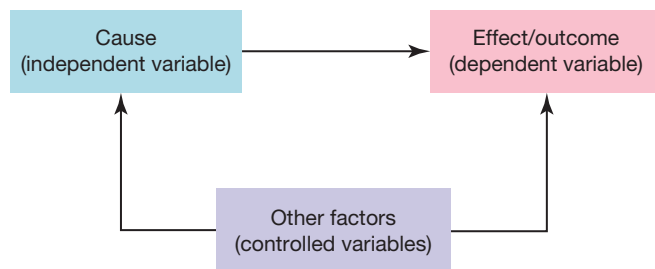 Cause
(independent variable)
Effect/outcome
(dependent variable)
Other factors
(controlled variables)